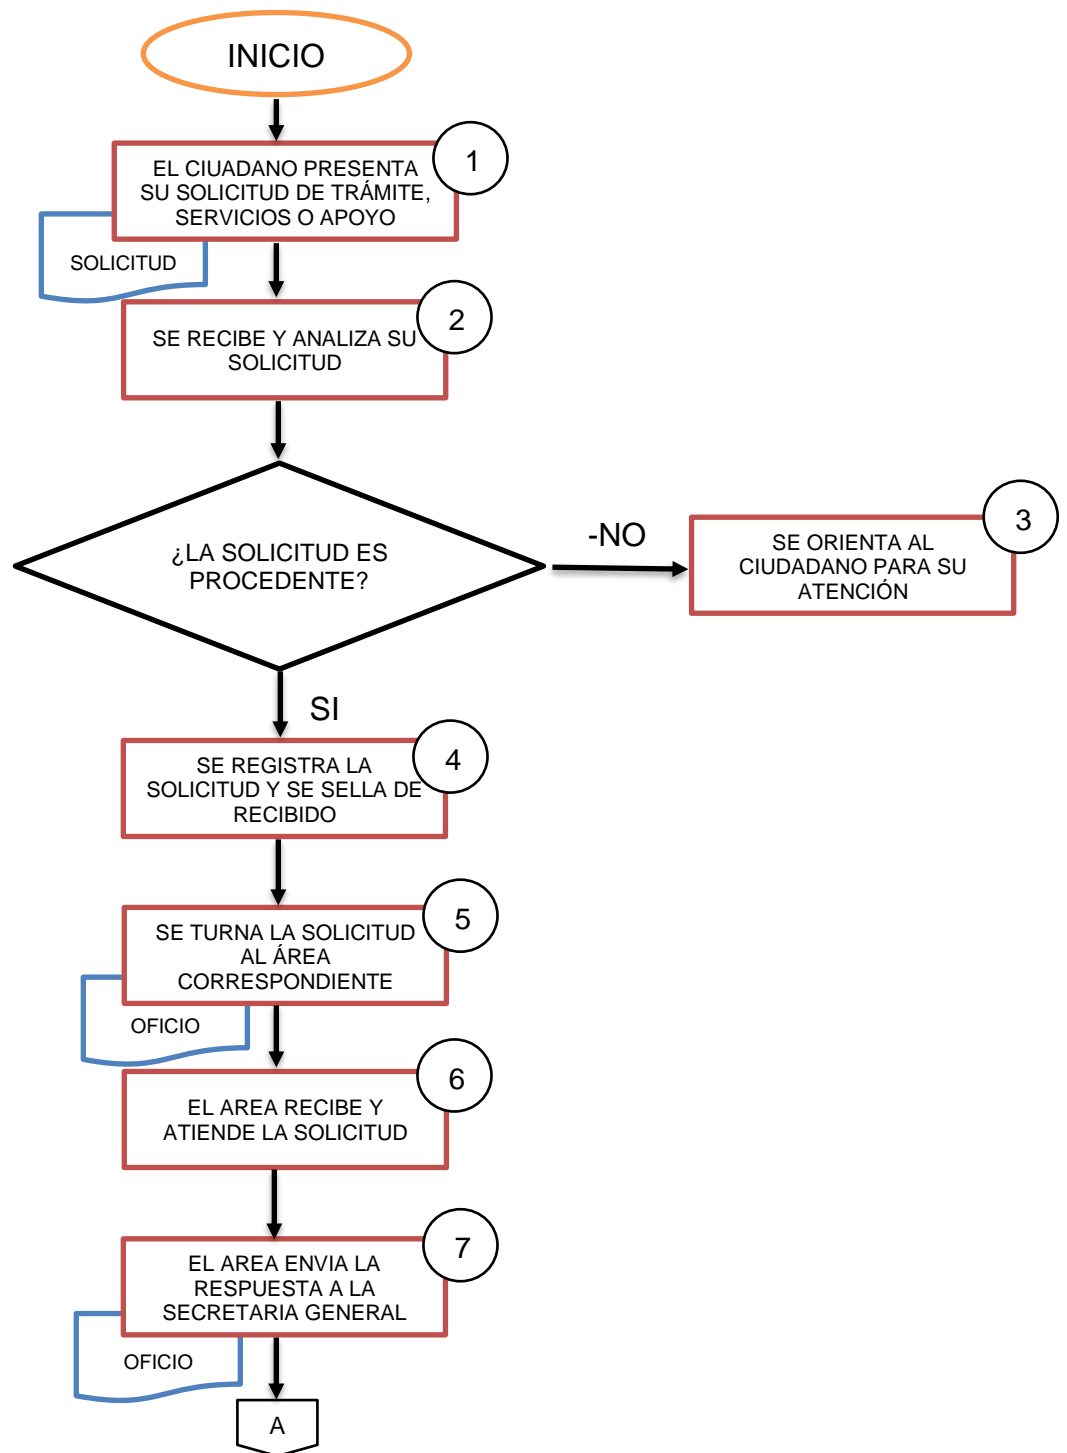 INICIO
1
EL CIUADANO PRESENTA
SU SOLICITUD DE TRÁMITE,
SERVICIOS O APOYO
SOLICITUD
2
SE RECIBE Y ANALIZA SU
SOLICITUD
¿LA SOLICITUD ES
PROCEDENTE?
-NO
3
SE ORIENTA AL
CIUDADANO PARA SU
ATENCIÓN
SI
4
SE REGISTRA LA
SOLICITUD Y SE SELLA DE
RECIBIDO
5
SE TURNA LA SOLICITUD
AL ÁREA
CORRESPONDIENTE
OFICIO
6
EL AREA RECIBE Y
ATIENDE LA SOLICITUD
7
EL AREA ENVIA LA
RESPUESTA A LA
SECRETARIA GENERAL
OFICIO
A